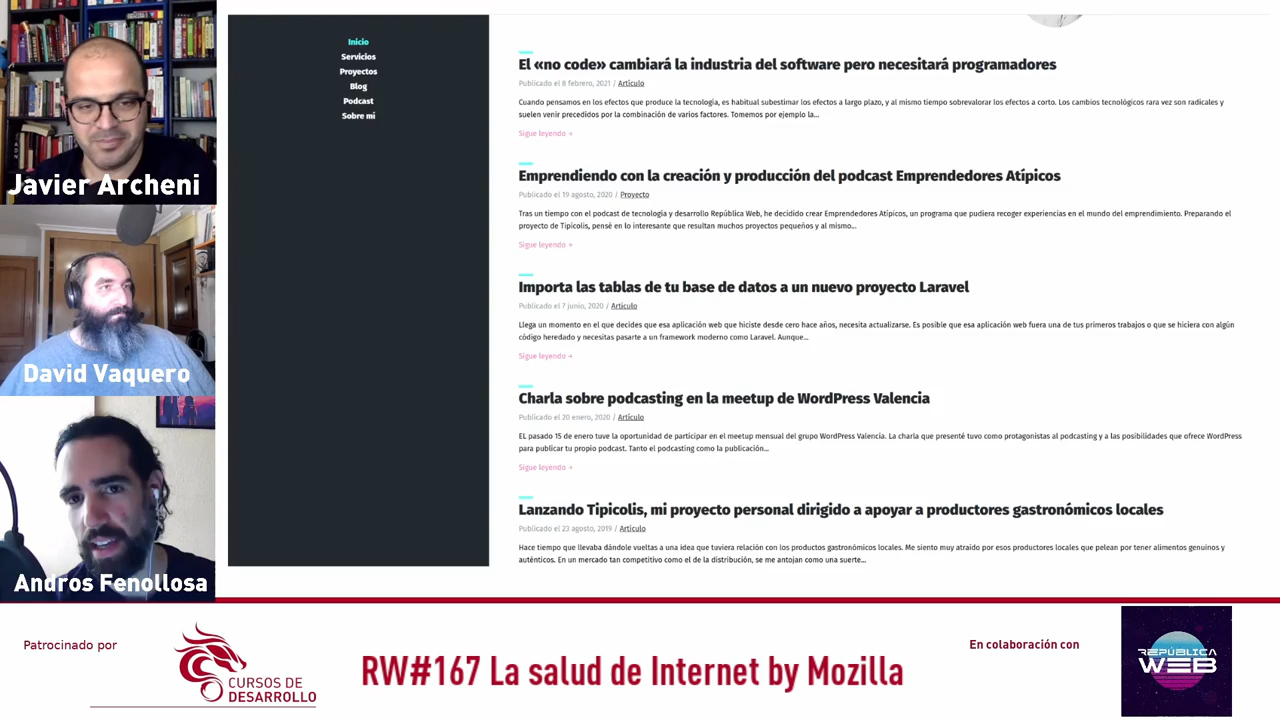 Javier Archeni
David Vaquero
Andros Fenollosa
Inicio
Servicios
Proyectos
Blog
Podcast
Sobre mi
El «no code» cambiará la industria del software pero necesitará programadores
Publicado el 8 febrero, 2021 / Artículo
Cuando pensamos en los efectos que produce la tecnología, es habitual subestimar los efectos a largo plazo, y al mismo tiempo sobrevalorar los efectos a corto. Los cambios tecnológicos rara vez son radicales y
suelen venir precedidos por la combinación de varios factores. Tomemos por ejemplo la...
Sigue leyendo →
Emprendiendo con la creación y producción del podcast Emprendedores Atípicos
Publicado el 19 agosto, 2020 / Proyecto
Tras un tiempo con el podcast de tecnología y desarrollo República Web, he decidido crear Emprendedores Atípicos, un programa que pudiera recoger experiencias en el mundo del emprendimiento. Preparando el
proyecto de Tipicolis, pensé en lo interesante que resultan muchos proyectos pequeños y al mismo...
Sigue leyendo →
Importa las tablas de tu base de datos a un nuevo proyecto Laravel
Publicado el 7 junio, 2020 / Artículo
Llega un momento en el que decides que esa aplicación web que hiciste desde cero hace años, necesita actualizarse. Es posible que esa aplicación web fuera una de tus primeros trabajos o que se hiciera con algún
código heredado y necesitas pasarte a un framework moderno como Laravel. Aunque...
Sigue leyendo →
Charla sobre podcasting en la meetup de WordPress Valencia
Publicado el 20 enero, 2020 / Artículo
EL pasado 15 de enero tuve la oportunidad de participar en el meetup mensual del grupo WordPress Valencia. La charla que presenté tuvo como protagonistas al podcasting y a las posibilidades que ofrece WordPress
para publicar tu propio podcast. Tanto el podcasting como la publicación...
Sigue leyendo →
Lanzando Tipicolis, mi proyecto personal dirigido a apoyar a productores gastronómicos locales
Publicado el 23 agosto, 2019 / Artículo
Hace tiempo que llevaba dándole vueltas a una idea que tuviera relación con los productos gastronómicos locales. Me siento muy atraido por esos productores locales que pelean por tener alimentos genuinos y
auténticos. En un mercado tan competitivo como el de la distribución, se me antojan como una suerte...
Patrocinado por
CURSOS DE
DESARROLLO
RW#167 La salud de Internet by Mozilla
En colaboración con
REPÚBLICA
WEB